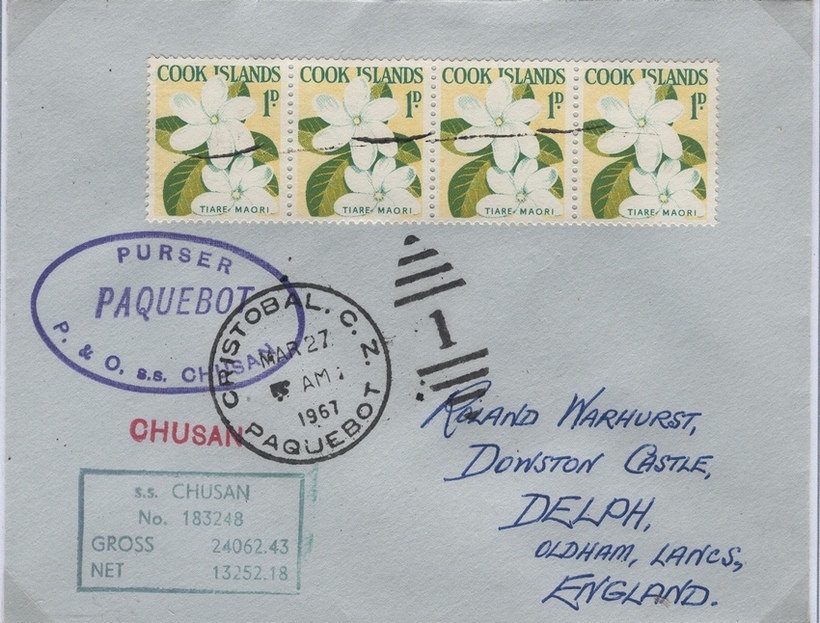 COOK ISLANDS
1D
TIARE MAORI
COOK ISLANDS
1D
TIARE MAORI
COOK ISLANDS
1D
TIARE MAORI
COOK ISLANDS
1D
TIARE MAORI
PURSER
PAQUEBOT
P. & O. s.s. CHUSAN
CRISTOBAL, C. Z.
MAR 27
AM
1967
PAQUEBOT
1
CHUSAN
s.s. CHUSAN
No. 183248
GROSS 24062.43
NET 13252.18
ROLAND WARHURST,
DOWSTON CASTLE,
DELPH,
OLDHAM, LANCS,
ENGLAND.